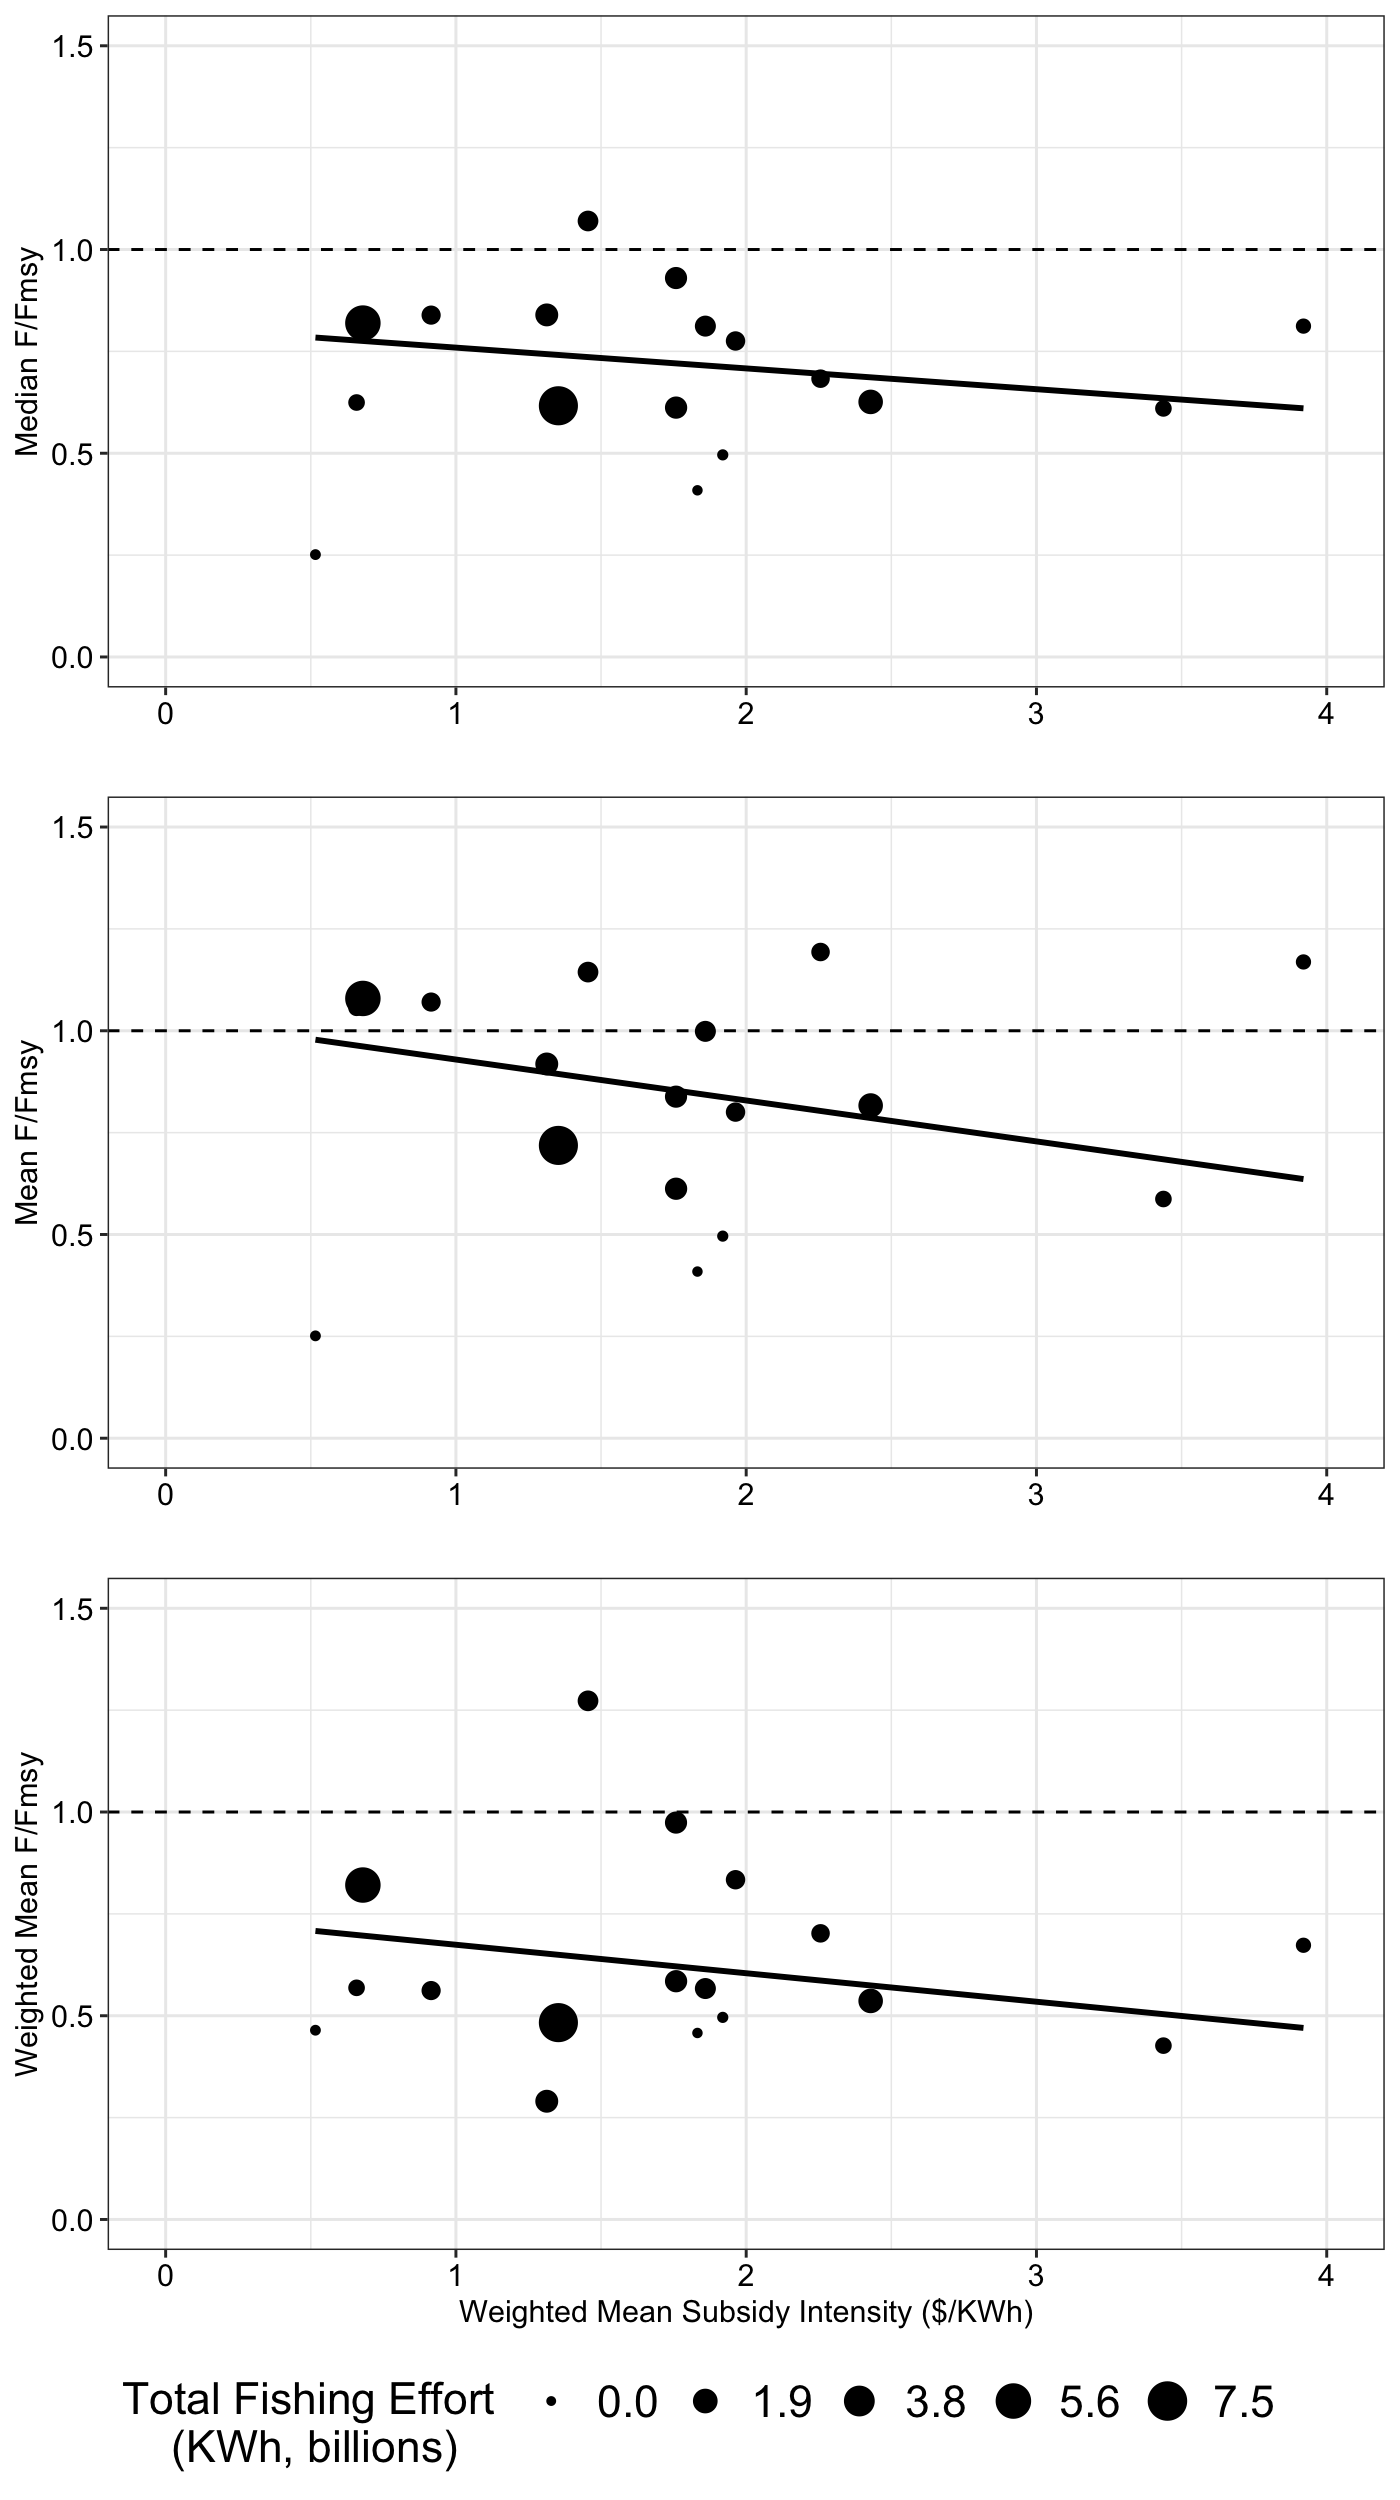 1.5
1.0
0.5
0.0
Median F/Fmsy
0 1 2 3 4
1.5
1.0
0.5
0.0
Mean F/Fmsy
0 1 2 3 4
1.5
1.0
0.5
0.0
Weighted Mean F/Fmsy
0 1 2 3 4
Weighted Mean Subsidy Intensity ($/KWh)
Total Fishing Effort 0.0 1.9 3.8 5.6 7.5
(KWh, billions)